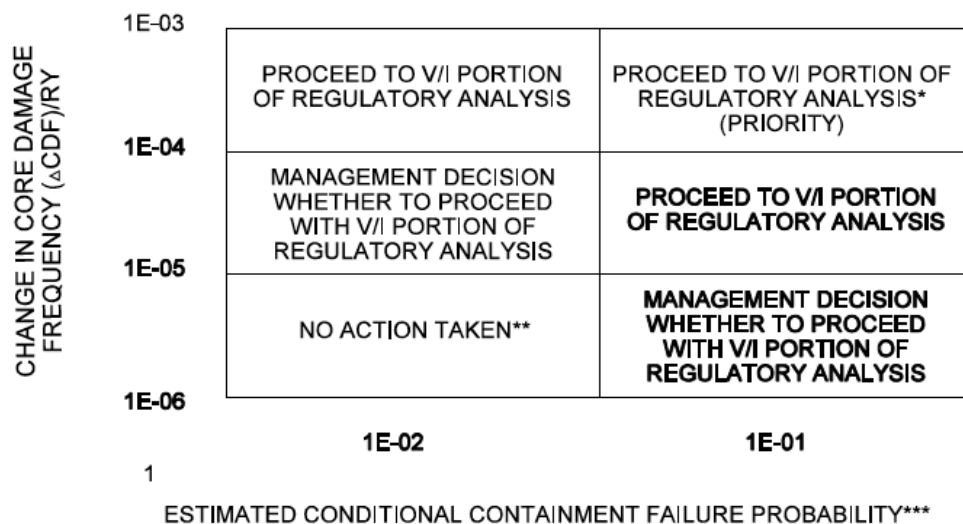 CHANGE IN CORE DAMAGE
FREQUENCY (△CDF)/RY
1E-03
PROCEED TO V/I PORTION
OF REGULATORY ANALYSIS
PROCEED TO V/I PORTION OF
REGULATORY ANALYSIS*
(PRIORITY)
1E-04
MANAGEMENT DECISION
WHETHER TO PROCEED
WITH V/I PORTION OF
REGULATORY ANALYSIS
PROCEED TO V/I PORTION
OF REGULATORY ANALYSIS
1E-05
NO ACTION TAKEN**
MANAGEMENT DECISION
WHETHER TO PROCEED
WITH V/I PORTION OF
REGULATORY ANALYSIS
1E-06
1E-02
1E-01
1
ESTIMATED CONDITIONAL CONTAINMENT FAILURE PROBABILITY***